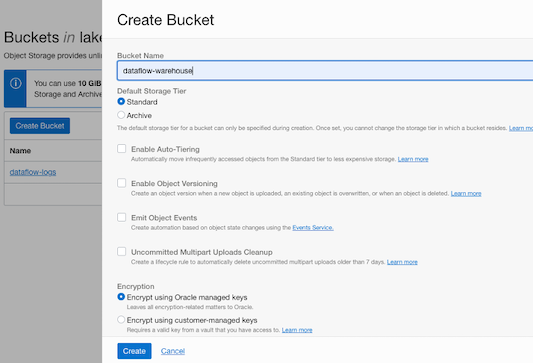 Create Bucket
Buckets in lake
Object Storage provides unli
You can use 10 GiB
Storage and Archive
Create Bucket
Name
dataflow-logs
Bucket Name
dataflow-warehouse
Default Storage Tier
Standard
Archive
The default storage tier for a bucket can only be specified during creation. Once set, you cannot change the storage tier in which a bucket resides. Learn mo
Enable Auto-Tiering
Automatically move infrequently accessed objects from the Standard tier to less expensive storage. Learn more
Enable Object Versioning
Create an object version when a new object is uploaded, an existing object is overwritten, or when an object is deleted. Learn more
Emit Object Events
Create automation based on object state changes using the Events Service.
Uncommitted Multipart Uploads Cleanup
Create a lifecycle rule to automatically delete uncommitted multipart uploads older than 7 days. Learn more
Encryption
Encrypt using Oracle managed keys
Leaves all encryption-related matters to Oracle.
Encrypt using customer-managed keys
Requires a valid key from a vault that you have access to. Learn more
Create
Cancel